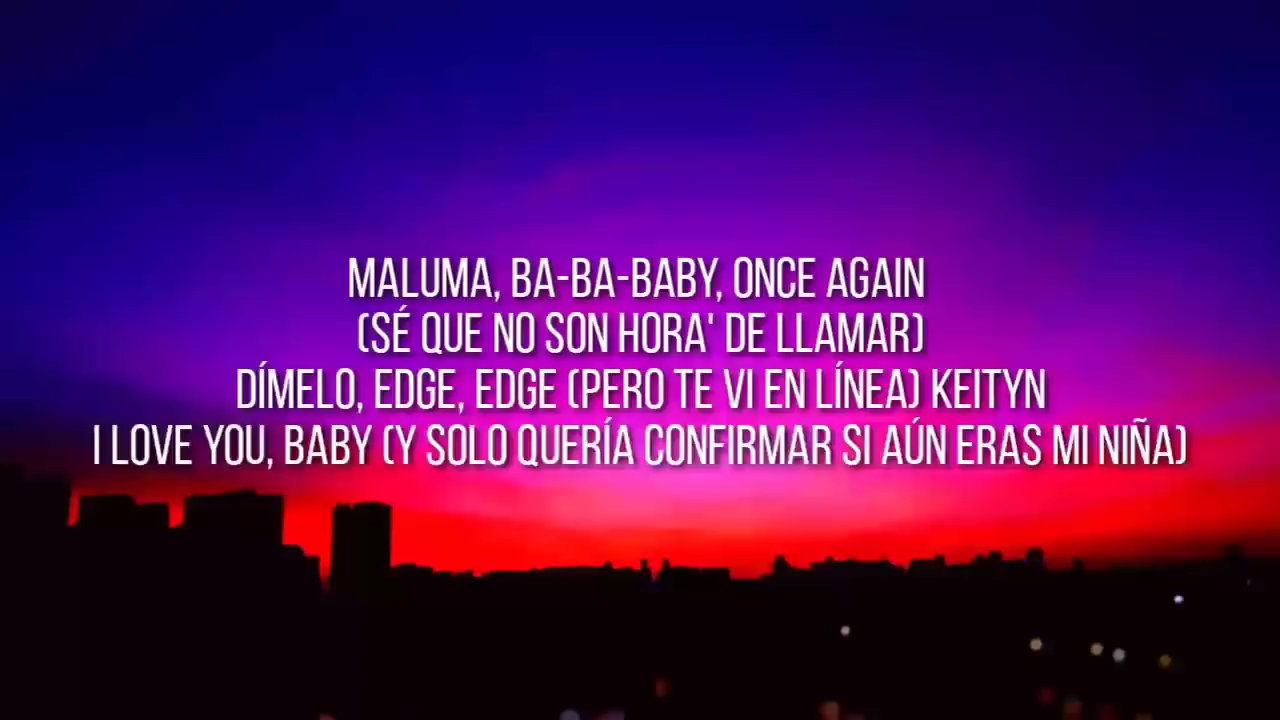 MALUMA, BA-BA-BABY, ONCE AGAIN
(SÉ QUE NO SON HORA' DE LLAMAR)
DÍMELO, EDGE, EDGE (PERO TE VI EN LÍNEA) KEITYN
I LOVE YOU, BABY (Y SOLO QUERÍA CONFIRMAR SI AÚN ERAS MI NIÑA)